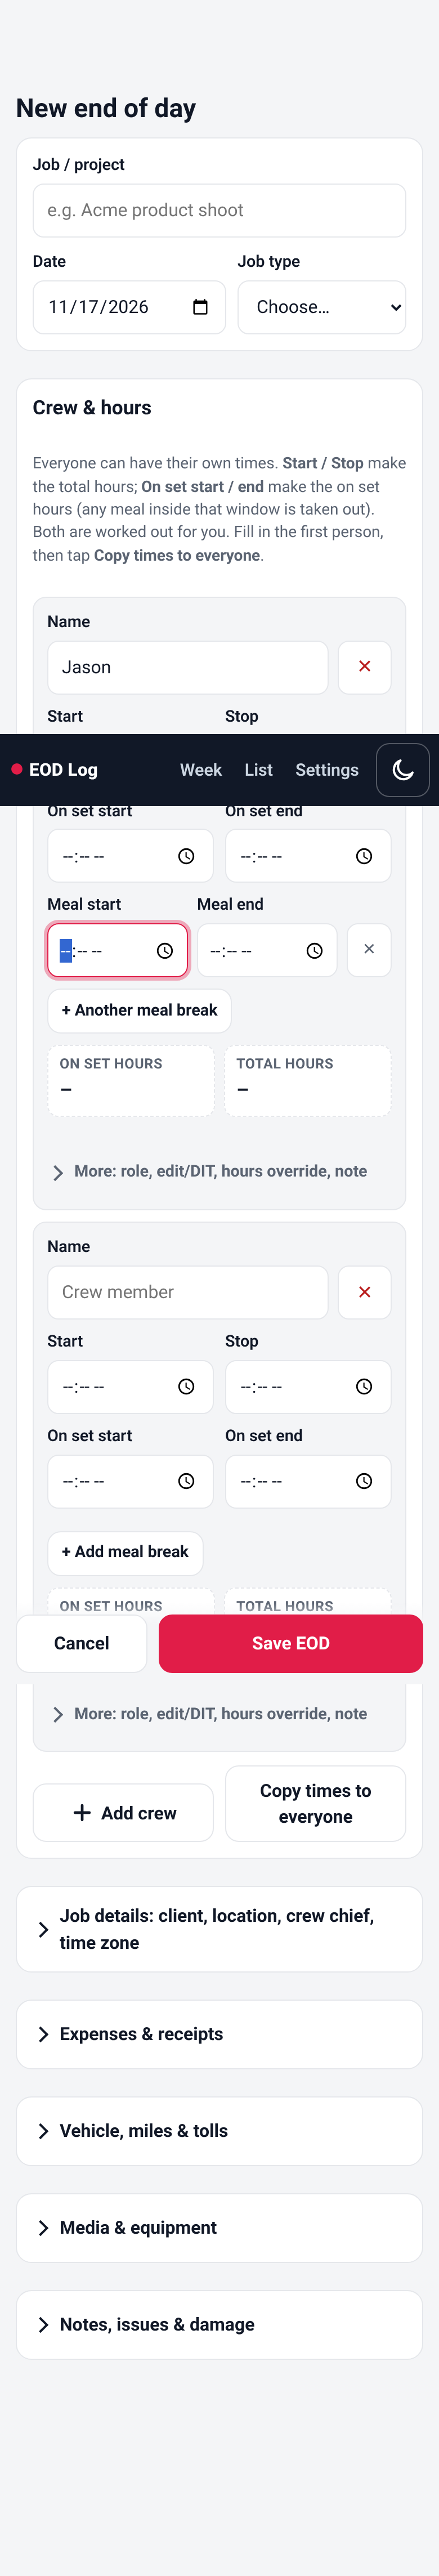 New end of day
Job / project
e.g. Acme product shoot
Date Job type
11/17/2026 Choose...
Crew & hours
Everyone can have their own times. Start / Stop make
the total hours; On set start / end make the on set
hours (any meal inside that window is taken out).
Both are worked out for you. Fill in the first person,
then tap Copy times to everyone.
Name
Jason ×
Start Stop
EOD Log Week List Settings
On set start On set end
--:-- -- --:-- --
Meal start Meal end
--:-- -- --:-- -- ×
+ Another meal break
ON SET HOURS TOTAL HOURS
– –
More: role, edit/DIT, hours override, note
Name
Crew member ×
Start Stop
--:-- -- --:-- --
On set start On set end
--:-- -- --:-- --
+ Add meal break
ON SET HOURS TOTAL HOURS
Cancel Save EOD
More: role, edit/DIT, hours override, note
+ Add crew
Copy times to
everyone
Job details: client, location, crew chief,
time zone
Expenses & receipts
Vehicle, miles & tolls
Media & equipment
Notes, issues & damage